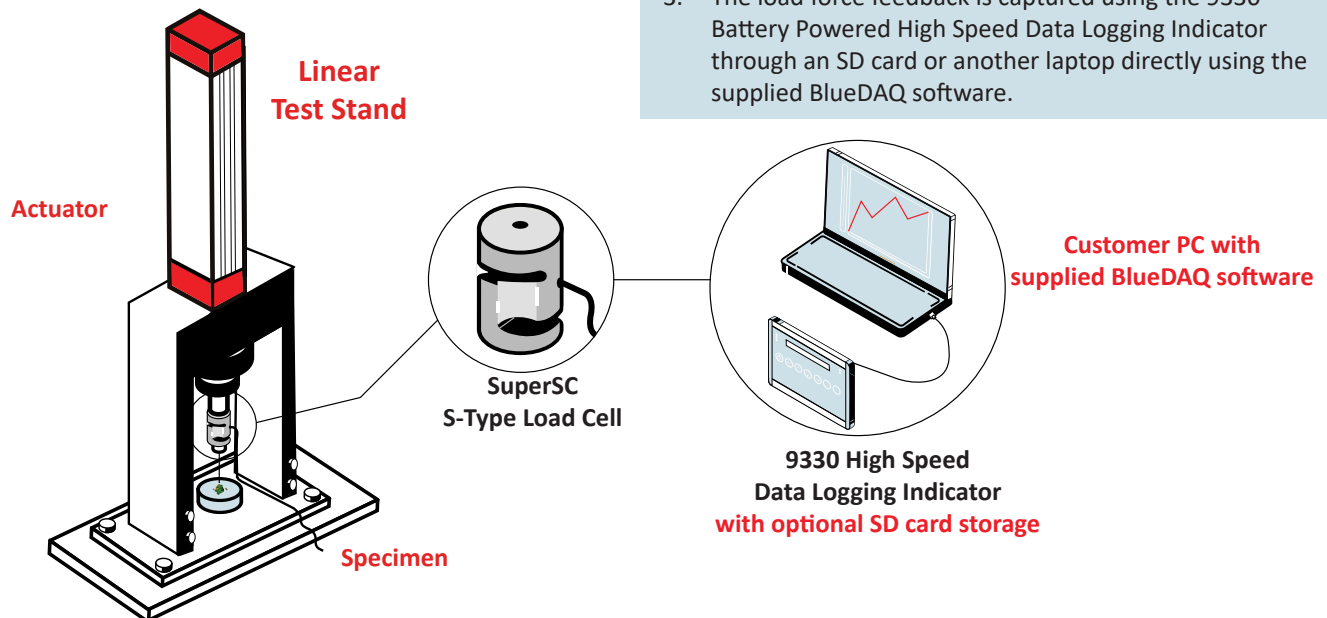 Battery Powered High Speed Data Logging Indicator
through an SD card or another laptop directly using the
supplied BlueDAQ software.
Linear
Test Stand
Actuator
Customer PC with
supplied BlueDAQ software
SuperSC
S-Type Load Cell
9330 High Speed
Data Logging Indicator
with optional SD card storage
Specimen